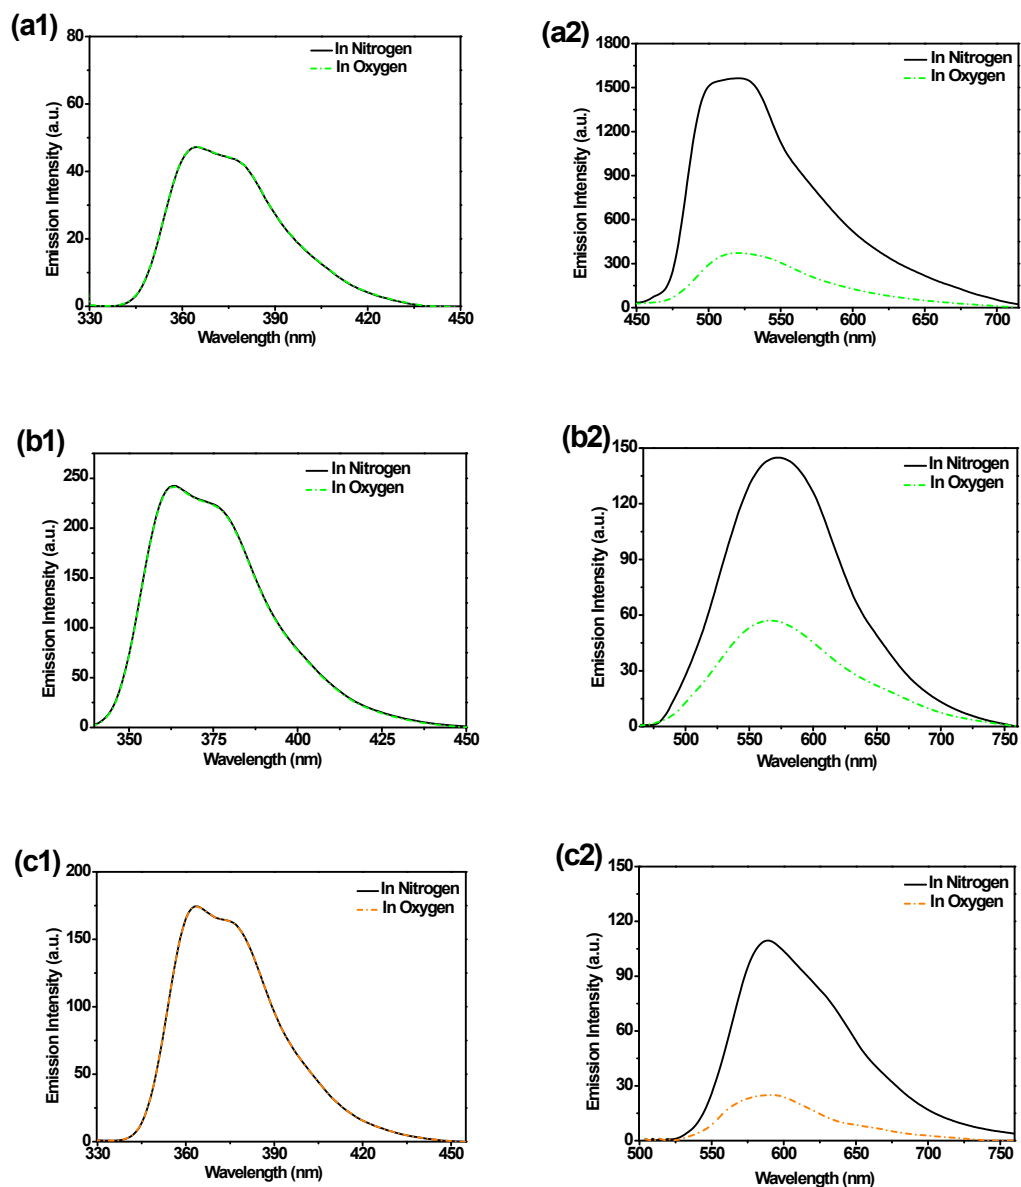 (a1)
80
60
40
20
0
Emission Intensity (a.u.)
In Nitrogen
In Oxygen
330 360 390 420 450
Wavelength (nm)
(a2)
1800
1500
1200
900
600
300
0
Emission Intensity (a.u.)
In Nitrogen
In Oxygen
450 500 550 600 650 700
Wavelength (nm)
(b1)
250
200
150
100
50
0
Emission Intensity (a.u.)
In Nitrogen
In Oxygen
350 375 400 425 450
Wavelength (nm)
(b2)
150
120
90
60
30
0
Emission Intensity (a.u.)
In Nitrogen
In Oxygen
500 550 600 650 700 750
Wavelength (nm)
(c1)
200
150
100
50
0
Emission Intensity (a.u.)
In Nitrogen
In Oxygen
330 360 390 420 450
Wavelength (nm)
(c2)
150
120
90
60
30
0
Emission Intensity (a.u.)
In Nitrogen
In Oxygen
500 550 600 650 700 750
Wavelength (nm)